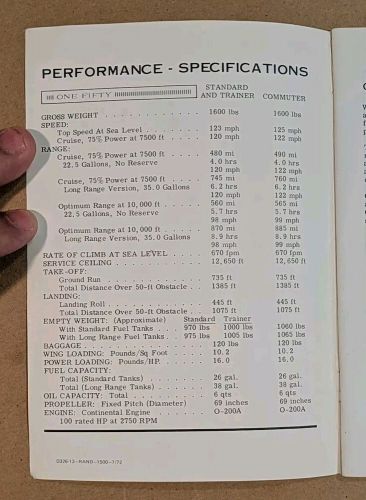 PERFORMANCE - SPECIFICATIONS
ONE FIFTY STANDARD AND TRAINER COMMUTER
GROSS WEIGHT . . . . . . . . . . . 1600 lbs 1600 lbs
SPEED:
Top Speed At Sea Level . . . . . . . 123 mph 125 mph
Cruise, 75% Power at 7500 ft . . . . . 120 mph 122 mph
RANGE:
Cruise, 75% Power at 7500 ft . . . . . 480 mi 490 mi
22.5 Gallons, No Reserve 4.0 hrs 4.0 hrs
120 mph 122 mph
Cruise, 75% Power at 7500 ft . . . . . 745 mi 760 mi
Long Range Version, 35.0 Gallons 6.2 hrs 6.2 hrs
120 mph 122 mph
Optimum Range at 10,000 ft . . . . . 560 mi 565 mi
22.5 Gallons, No Reserve 5.7 hrs 5.7 hrs
98 mph 99 mph
Optimum Range at 10,000 ft . . . . . 870 mi 885 mi
Long Range Version, 35.0 Gallons 8.9 hrs 8.9 hrs
98 mph 99 mph
RATE OF CLIMB AT SEA LEVEL . . . . . 670 fpm 670 fpm
SERVICE CEILING . . . . . . . . . . 12,650 ft 12,650 ft
TAKE-OFF:
Ground Run . . . . . . . . . . . 735 ft 735 ft
Total Distance Over 50-ft Obstacle . . 1385 ft 1385 ft
LANDING:
Landing Roll . . . . . . . . . . . 445 ft 445 ft
Total Distance Over 50-ft Obstacle . . 1075 ft 1075 ft
EMPTY WEIGHT: (Approximate) Standard Trainer
With Standard Fuel Tanks . . . 970 lbs 1000 lbs 1060 lbs
With Long Range Fuel Tanks . . 975 lbs 1005 lbs 1065 lbs
BAGGAGE . . . . . . . . . . . . . 120 lbs 120 lbs
WING LOADING: Pounds/Sq Foot . . . . . 10.2 10.2
POWER LOADING: Pounds/HP . . . . . . 16.0 16.0
FUEL CAPACITY:
Total (Standard Tanks) . . . . . . . 26 gal. 26 gal.
Total (Long Range Tanks) . . . . . . 38 gal. 38 gal.
OIL CAPACITY: Total . . . . . . . . . 6 qts 6 qts
PROPELLER: Fixed Pitch (Diameter) . . . 69 inches 69 inches
ENGINE: Continental Engine . . . . . . O-200A O-200A
100 rated HP at 2750 RPM